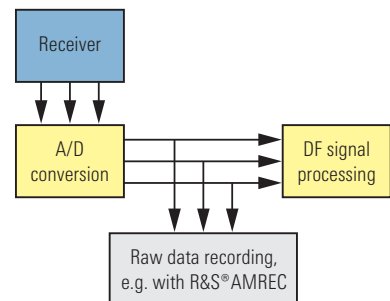 Receiver
A/D
conversion
DF signal
processing
Raw data recording,
e.g. with R&S®AMREC